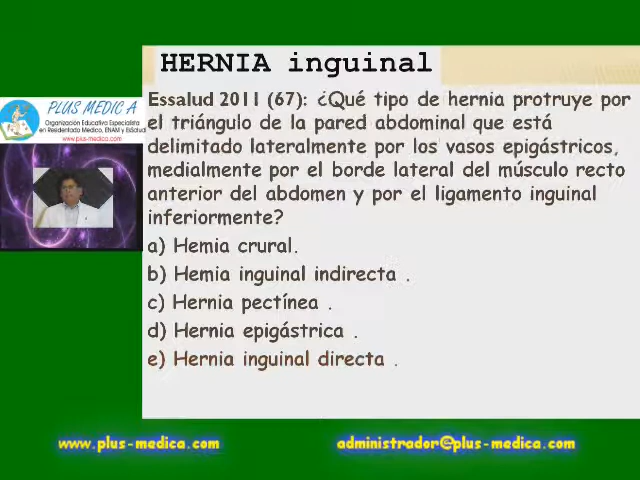 HERNIA inguinal
PLUS MEDIC A
Organización Educativa Especialista
en Residentado Medico, ENAM y EsSalud
www.plus-medica.com
Essalud 2011 (67): ¿Qué tipo de hernia protruye por
el triángulo de la pared abdominal que está
delimitado lateralmente por los vasos epigástricos,
medialmente por el borde lateral del músculo recto
anterior del abdomen y por el ligamento inguinal
inferiormente?
a) Hemia crural.
b) Hemia inguinal indirecta .
c) Hernia pectínea .
d) Hernia epigástrica .
e) Hernia inguinal directa .
www.plus-medica.com
administrador@plus-medica.com